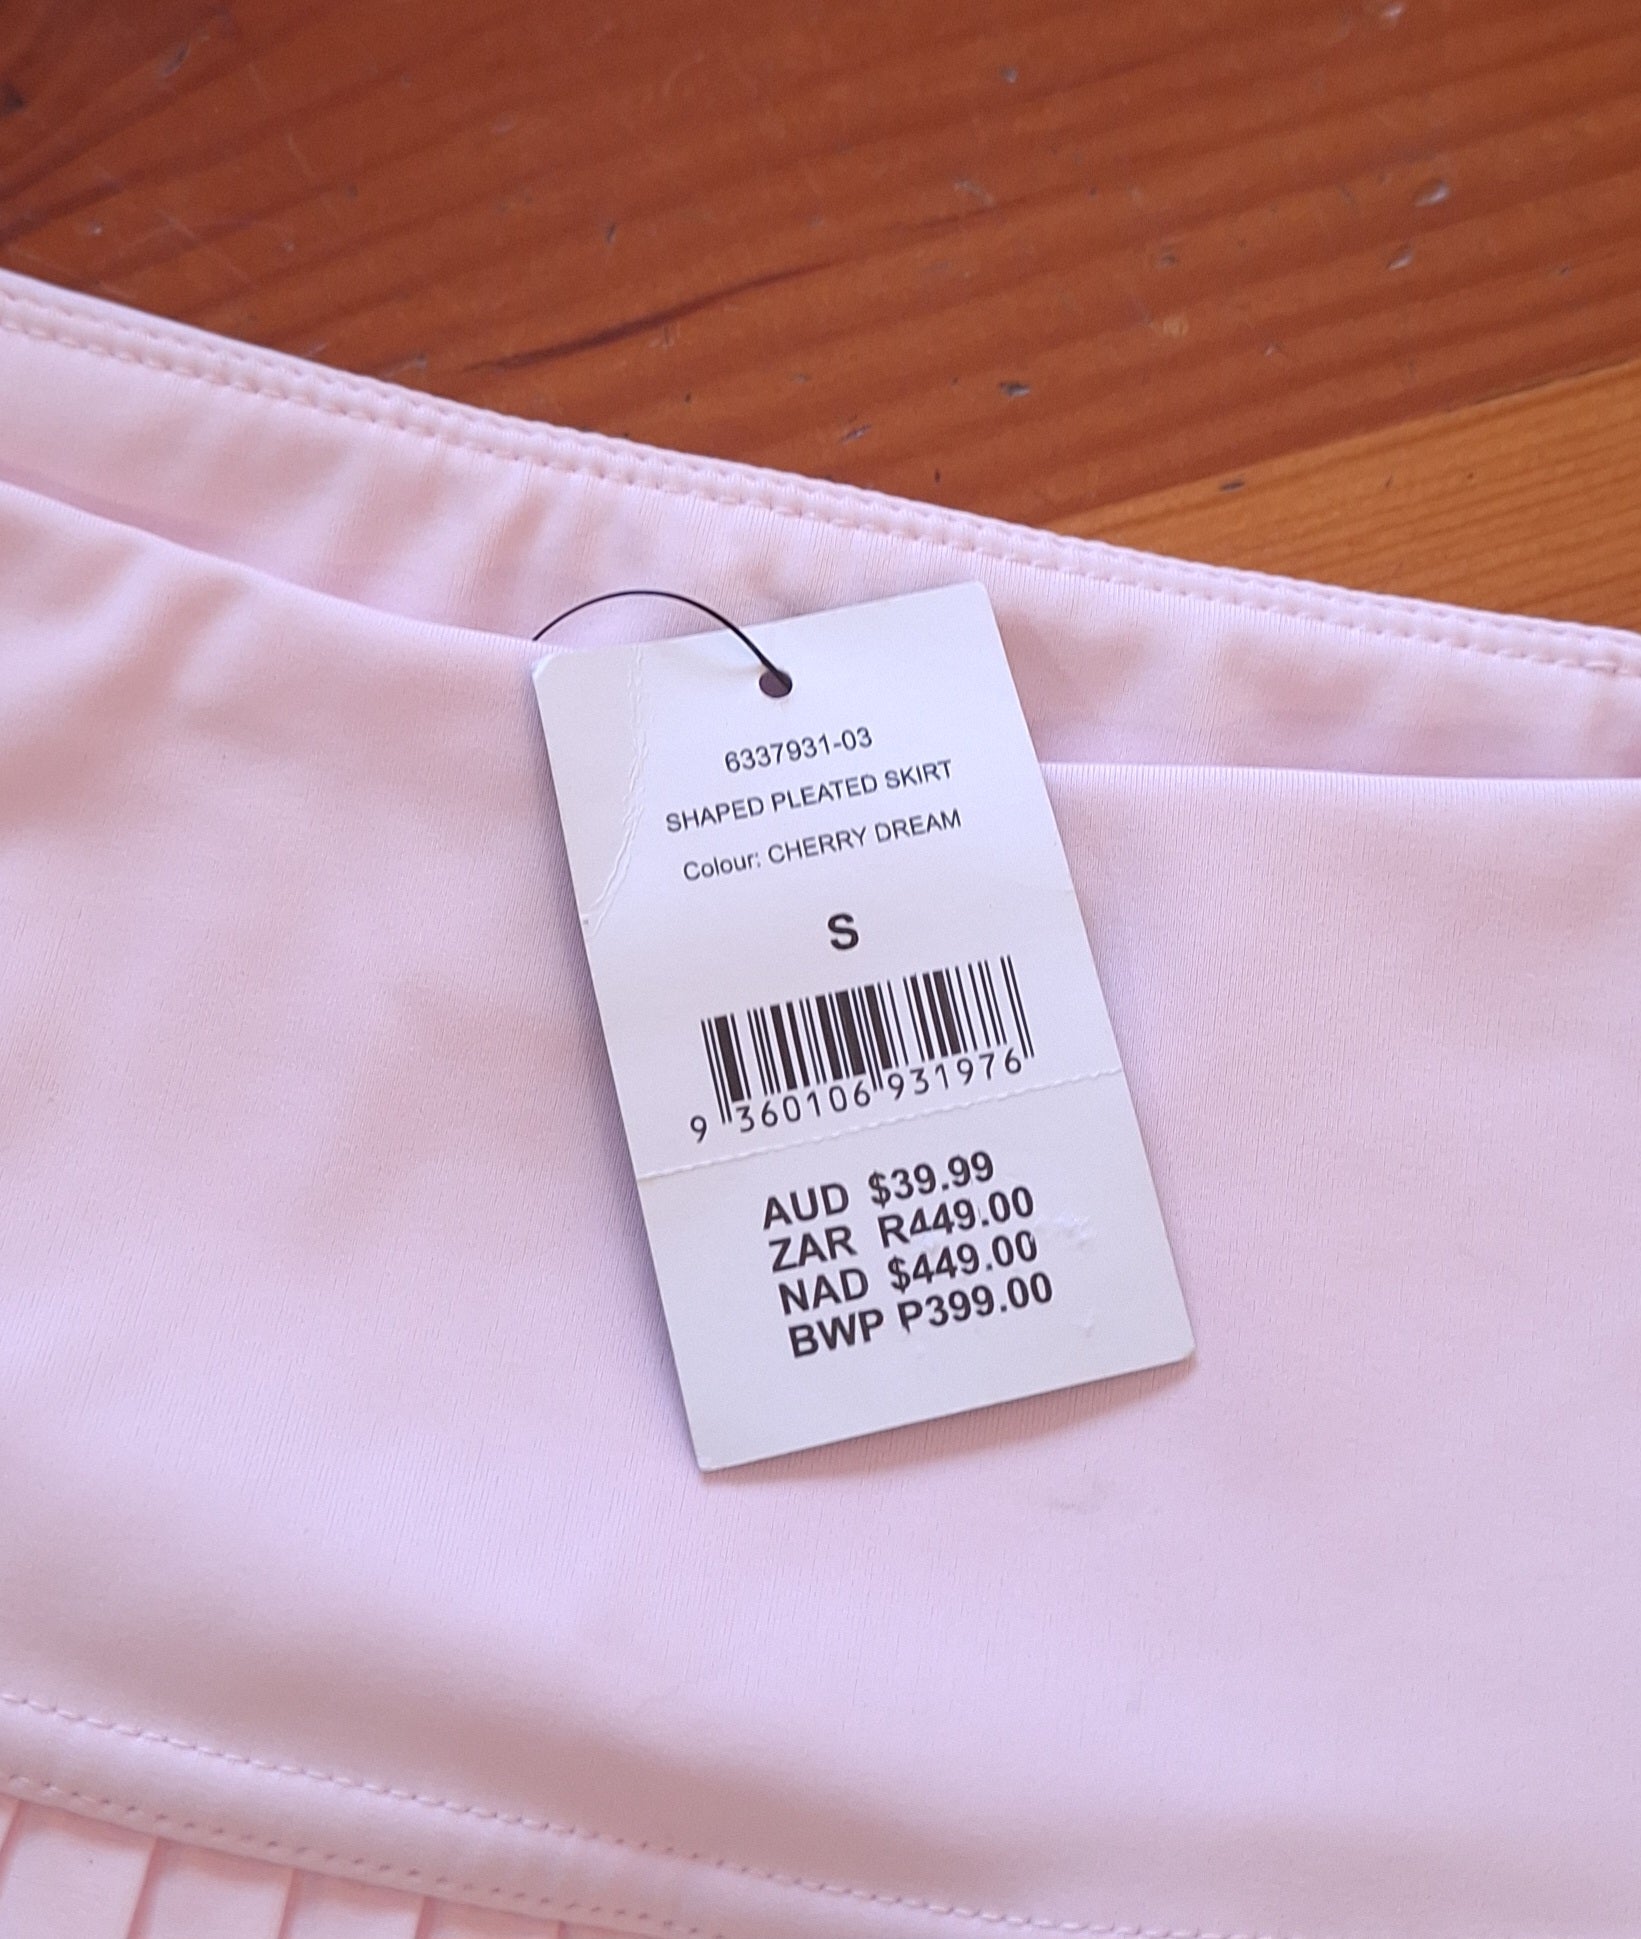 6337931-03
SHAPED PLEATED SKIRT
Colour: CHERRY DREAM
S
9 360106 931976
AUD $39.99
ZAR R449.00
NAD $449.00
BWP P399.00